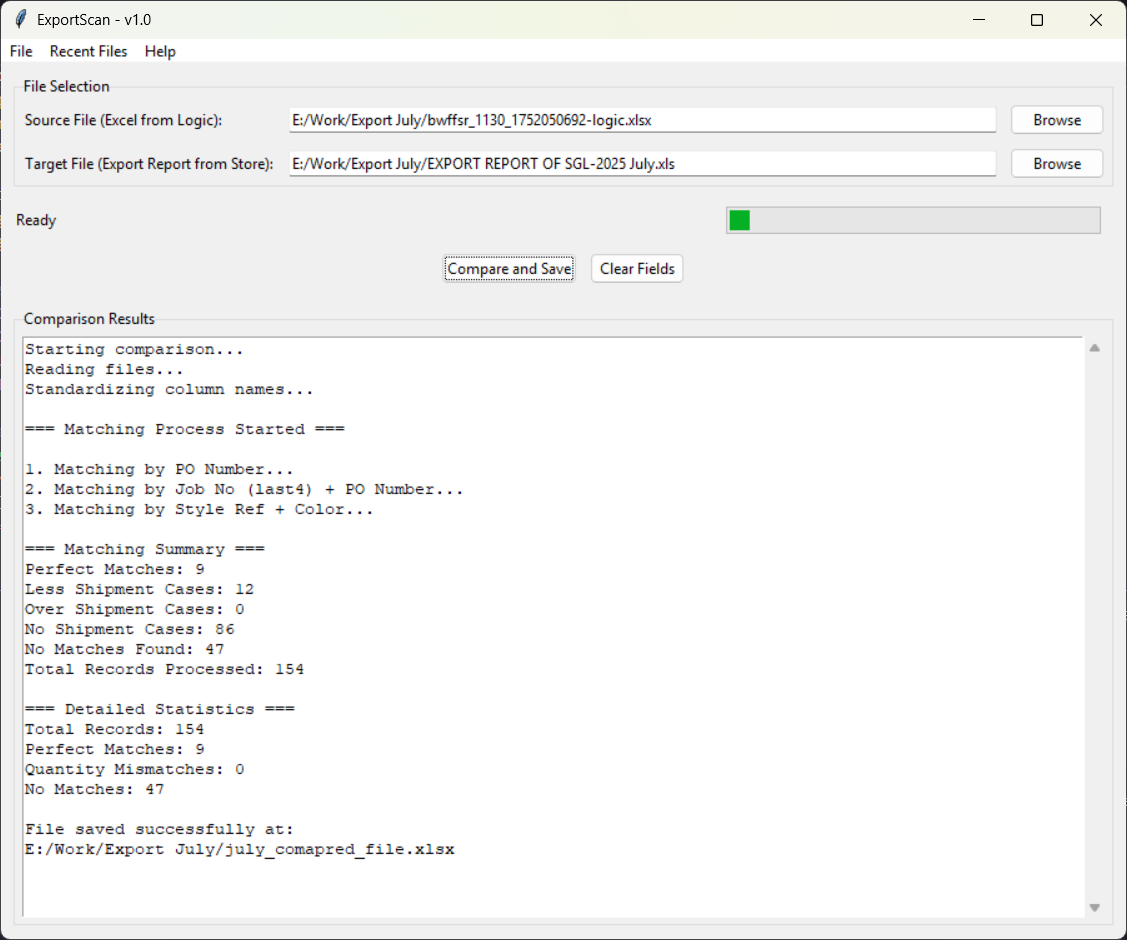 ExportScan - v1.0
File Recent Files Help
File Selection
Source File (Excel from Logic): E:/Work/Export July/bwffsr_1130_1752050692-logic.xlsx Browse
Target File (Export Report from Store): E:/Work/Export July/EXPORT REPORT OF SGL-2025 July.xls Browse
Ready
Compare and Save Clear Fields
Comparison Results
Starting comparison...
Reading files...
Standardizing column names...
=== Matching Process Started ===
1. Matching by PO Number...
2. Matching by Job No (last4) + PO Number...
3. Matching by Style Ref + Color...
=== Matching Summary ===
Perfect Matches: 9
Less Shipment Cases: 12
Over Shipment Cases: 0
No Shipment Cases: 86
No Matches Found: 47
Total Records Processed: 154
=== Detailed Statistics ===
Total Records: 154
Perfect Matches: 9
Quantity Mismatches: 0
No Matches: 47
File saved successfully at:
E:/Work/Export July/july_comapred_file.xlsx